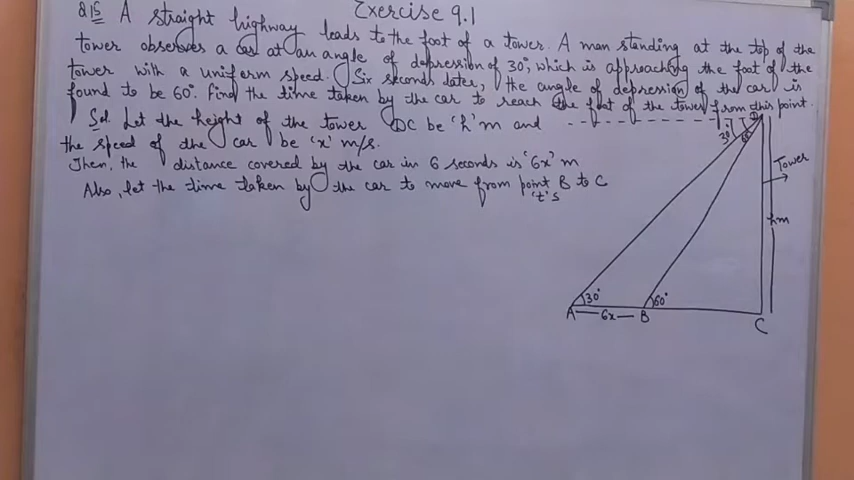 Exercise 9.1
Q15 A straight highway leads to the foot of a tower. A man standing at the top of the
tower observes a car at an angle of depression of 30°, which is approaching the foot of the
tower with a uniform speed. Six seconds later, the angle of depression of the car is
found to be 60°. Find the time taken by the car to reach the foot of the tower from this point.
Sol Let the height of the tower DC be 'h' m and
the speed of the car be 'x' m/s.
Then, the distance covered by the car in 6 seconds is '6x' m
Also, let the time taken by the car to move from point B to C
't' s
D
30°
60°
Tower
hm
30°
60°
A
6x
B
C